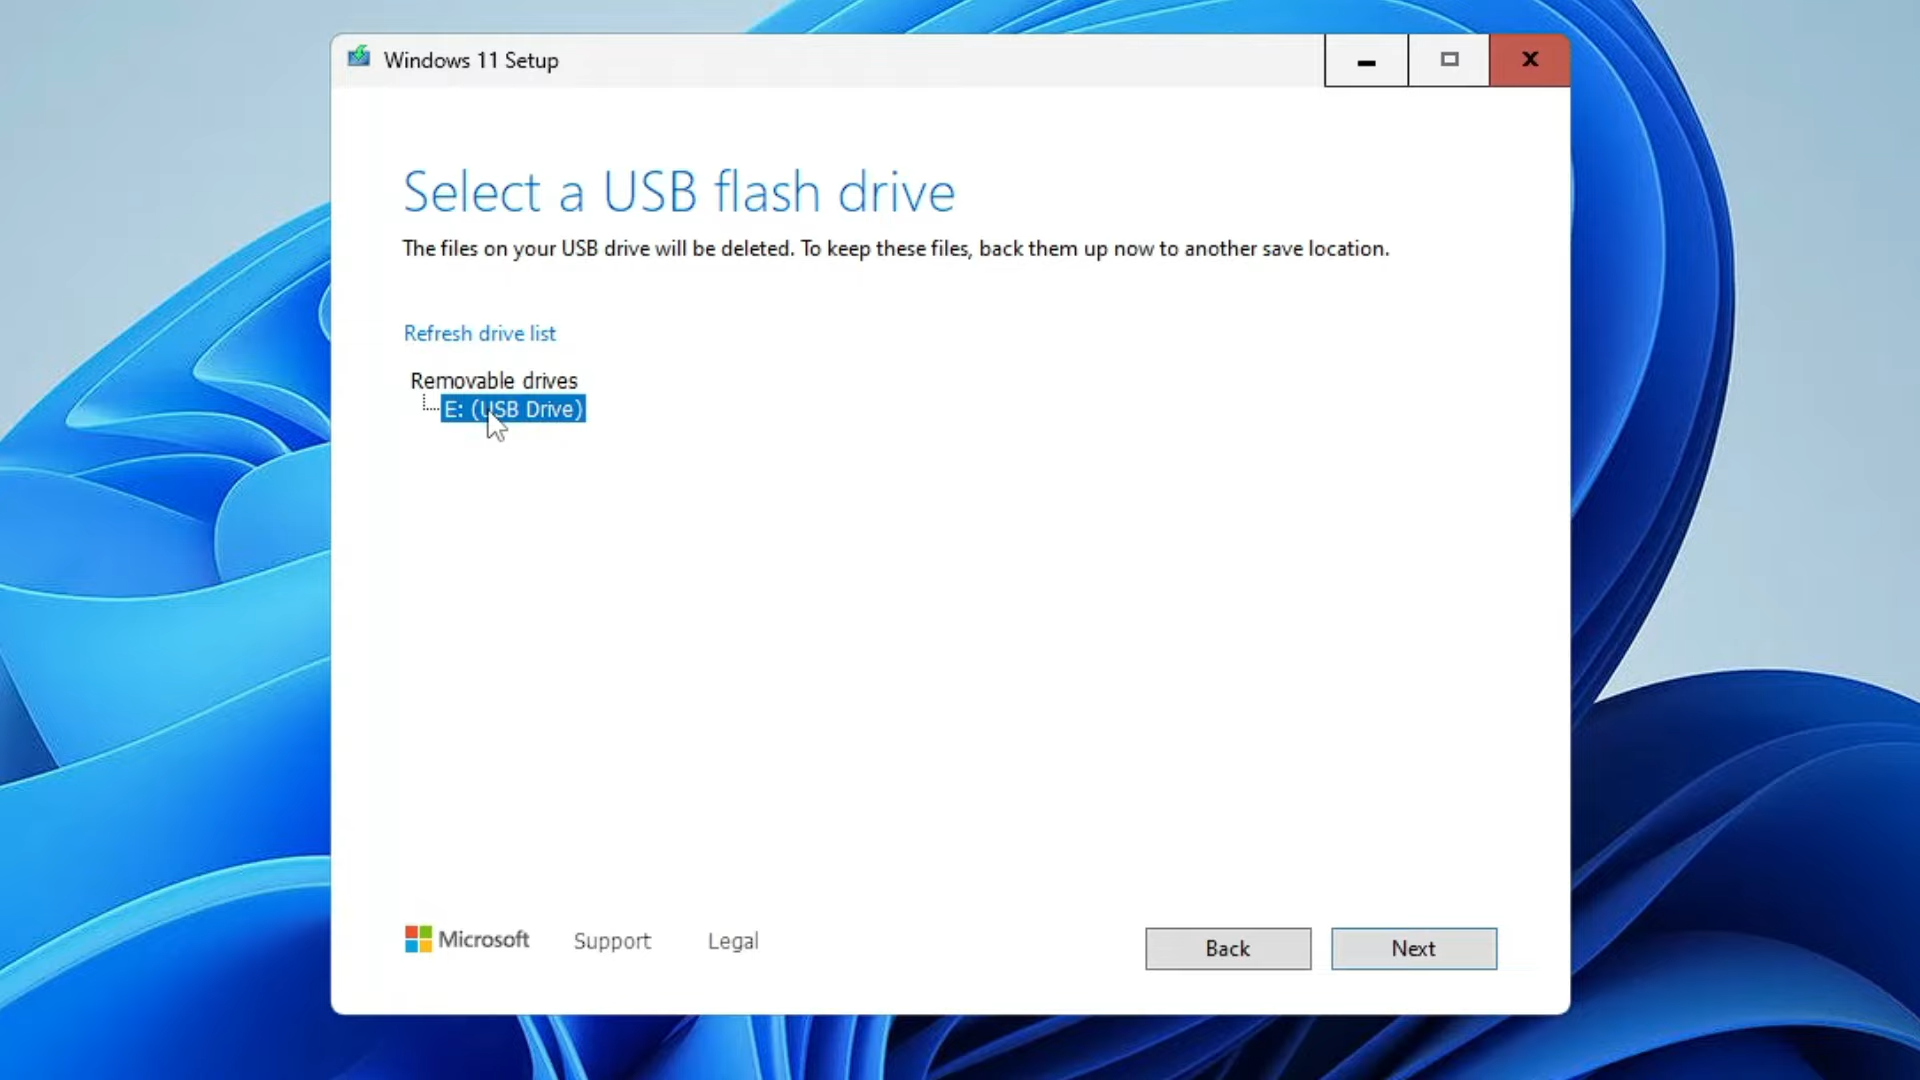 Windows 11 Setup
Select a USB flash drive
The files on your USB drive will be deleted. To keep these files, back them up now to another save location.
Refresh drive list
Removable drives
E: (USB Drive)
Microsoft
Support
Legal
Back
Next